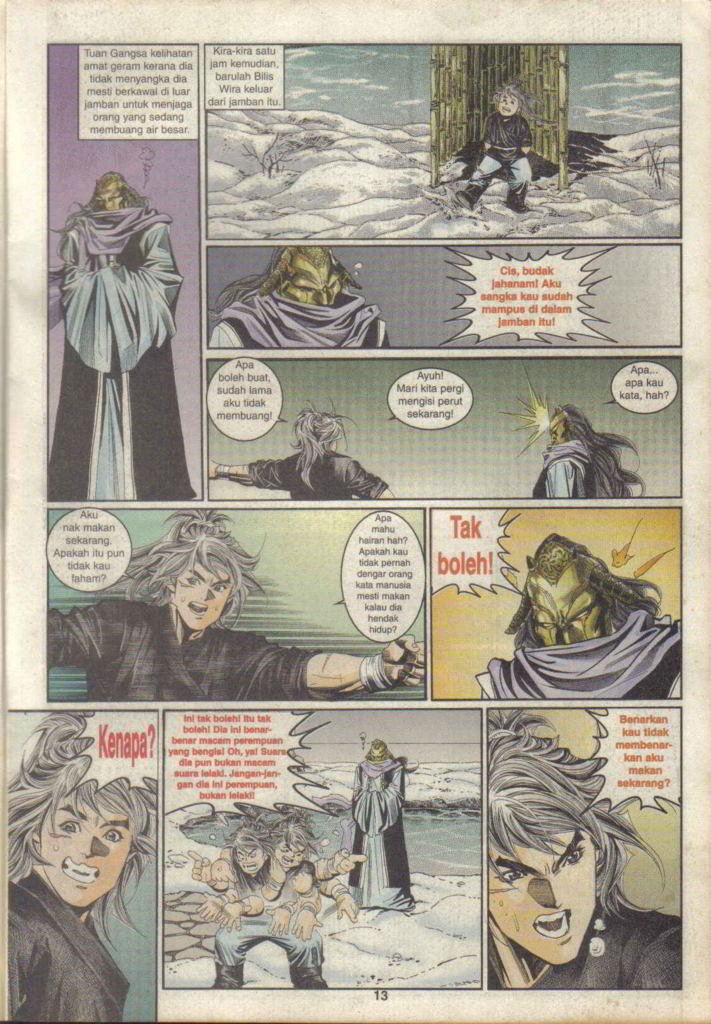 Tuan Gangsa kelihatan
amat geram kerana dia
tidak menyangka dia
mesti berkawal di luar
jamban untuk menjaga
orang yang sedang
membuang air besar.
Kira-kira satu
jam kemudian,
barulah Bilis
Wira keluar
dari jamban itu.
Cis, budak
jahanam! Aku
sangka kau sudah
mampus di dalam
jamban itu!
Apa
boleh buat,
sudah lama
aku tidak
membuang!
Ayuh!
Mari kita pergi
mengisi perut
sekarang!
Apa...
apa kau
kata, hah?
Aku
nak makan
sekarang.
Apakah itu pun
tidak kau
faham?
Apa
mahu
hairan hah?
Apakah kau
tidak pernah
dengar orang
kata manusia
mesti makan
kalau dia
hendak
hidup?
Tak
boleh!
Kenapa?
Ini tak boleh! Itu tak
boleh! Dia ini benar-
benar macam perempuan
yang bengis! Oh, ya! Suara
dia pun bukan macam
suara lelaki. Jangan-jan-
gan dia ini perempuan,
bukan lelaki!
Benarkan
kau tidak
membenar-
kan aku
makan
sekarang?
13